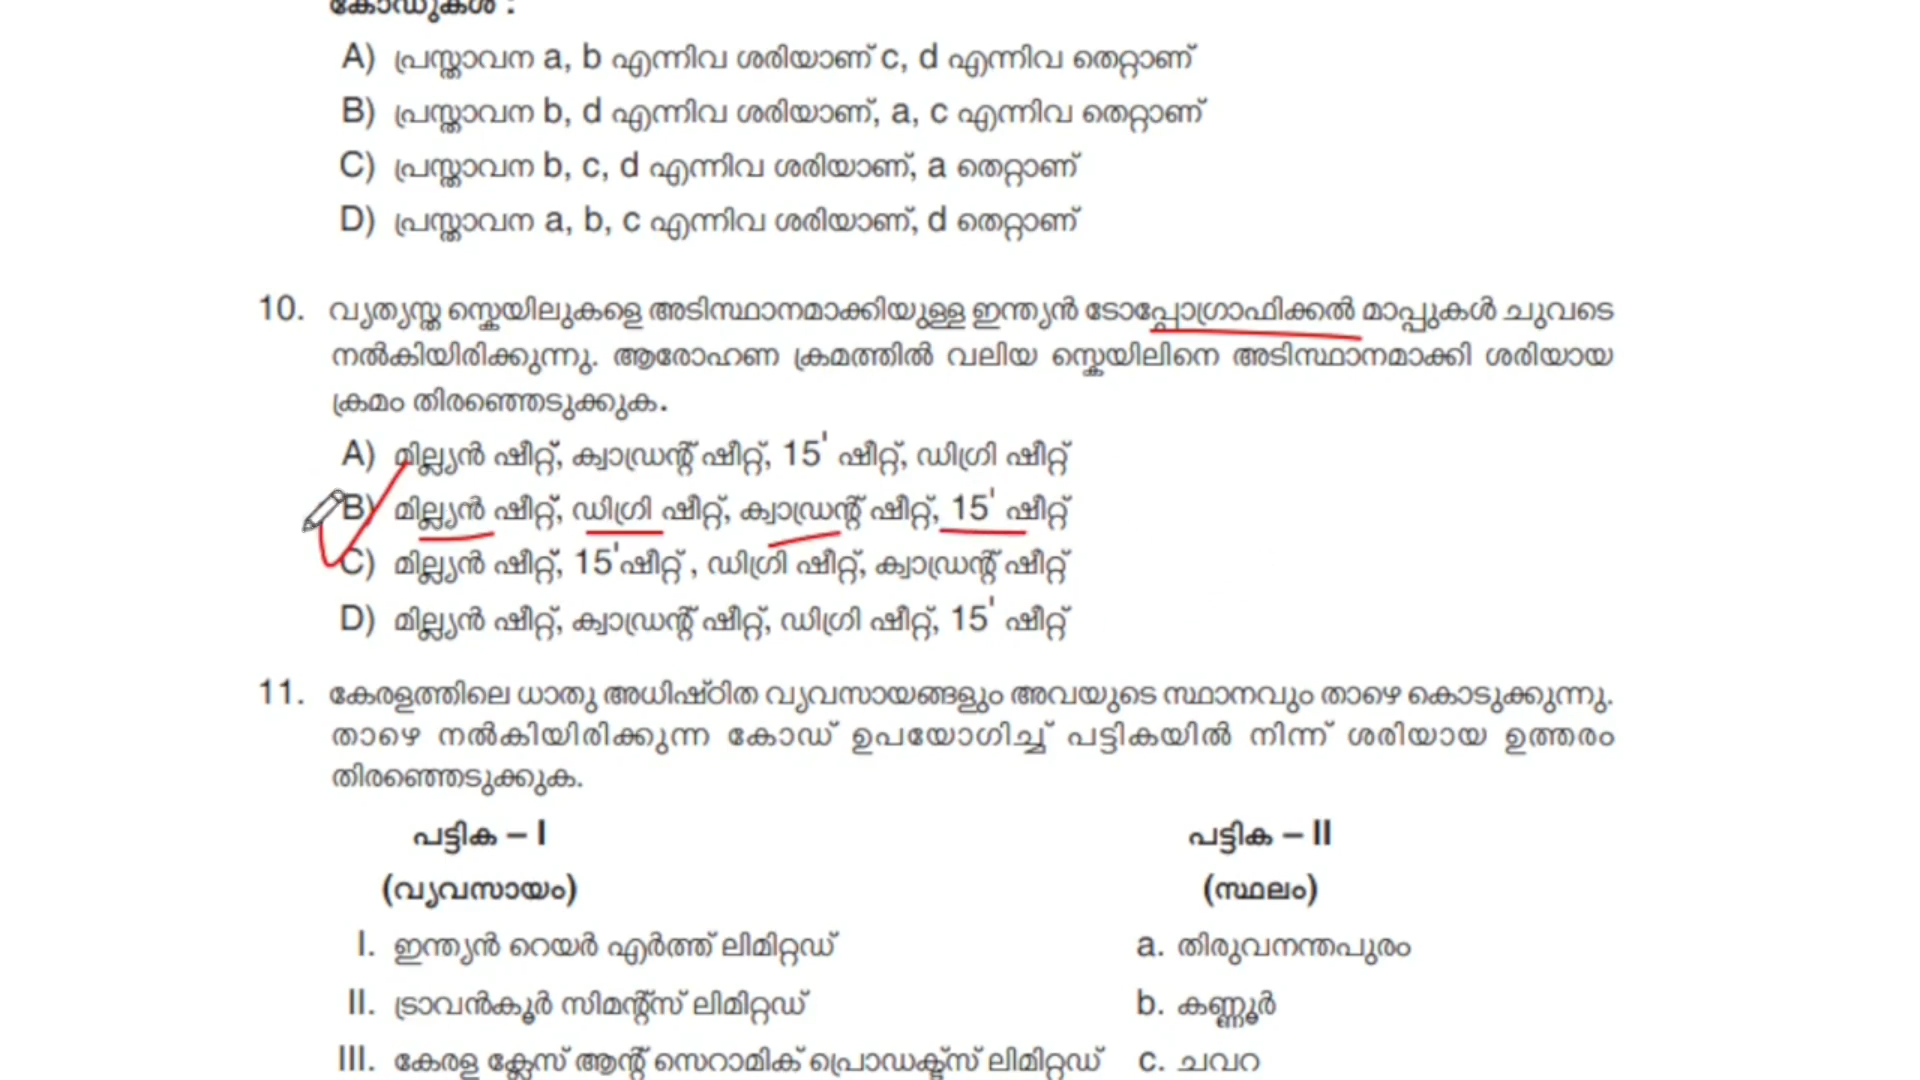 കോഡുകൾ :
A) പ്രസ്താവന a, b എന്നിവ ശരിയാണ് c, d എന്നിവ തെറ്റാണ്
B) പ്രസ്താവന b, d എന്നിവ ശരിയാണ്, a, c എന്നിവ തെറ്റാണ്
C) പ്രസ്താവന b, c, d എന്നിവ ശരിയാണ്, a തെറ്റാണ്
D) പ്രസ്താവന a, b, c എന്നിവ ശരിയാണ്, d തെറ്റാണ്
10. വ്യത്യസ്ത സ്കെയിലുകളെ അടിസ്ഥാനമാക്കിയുള്ള ഇന്ത്യൻ ടോപ്പോഗ്രാഫിക്കൽ മാപ്പുകൾ ചുവടെ
നൽകിയിരിക്കുന്നു. ആരോഹണ ക്രമത്തിൽ വലിയ സ്കെയിലിനെ അടിസ്ഥാനമാക്കി ശരിയായ
ക്രമം തിരഞ്ഞെടുക്കുക.
A) മില്ല്യൻ ഷീറ്റ്, ക്വാഡ്രന്റ് ഷീറ്റ്, 15' ഷീറ്റ്, ഡിഗ്രി ഷീറ്റ്
B) മില്ല്യൻ ഷീറ്റ്, ഡിഗ്രി ഷീറ്റ്, ക്വാഡ്രന്റ് ഷീറ്റ്, 15' ഷീറ്റ്
C) മില്ല്യൻ ഷീറ്റ്, 15'ഷീറ്റ് , ഡിഗ്രി ഷീറ്റ്, ക്വാഡ്രന്റ് ഷീറ്റ്
D) മില്ല്യൻ ഷീറ്റ്, ക്വാഡ്രന്റ് ഷീറ്റ്, ഡിഗ്രി ഷീറ്റ്, 15' ഷീറ്റ്
11. കേരളത്തിലെ ധാതു അധിഷ്ഠിത വ്യവസായങ്ങളും അവയുടെ സ്ഥാനവും താഴെ കൊടുക്കുന്നു.
താഴെ നൽകിയിരിക്കുന്ന കോഡ് ഉപയോഗിച്ച് പട്ടികയിൽ നിന്ന് ശരിയായ ഉത്തരം
തിരഞ്ഞെടുക്കുക.
പട്ടിക – I പട്ടിക – II
(വ്യവസായം) (സ്ഥലം)
I. ഇന്ത്യൻ റെയർ എർത്ത് ലിമിറ്റഡ് a. തിരുവനന്തപുരം
II. ട്രാവൻകൂർ സിമന്റ്സ് ലിമിറ്റഡ് b. കണ്ണൂർ
III. കേരള ക്ലേസ് ആന്റ് സെറാമിക് പ്രൊഡക്ട്സ് ലിമിറ്റഡ് c. ചവറ